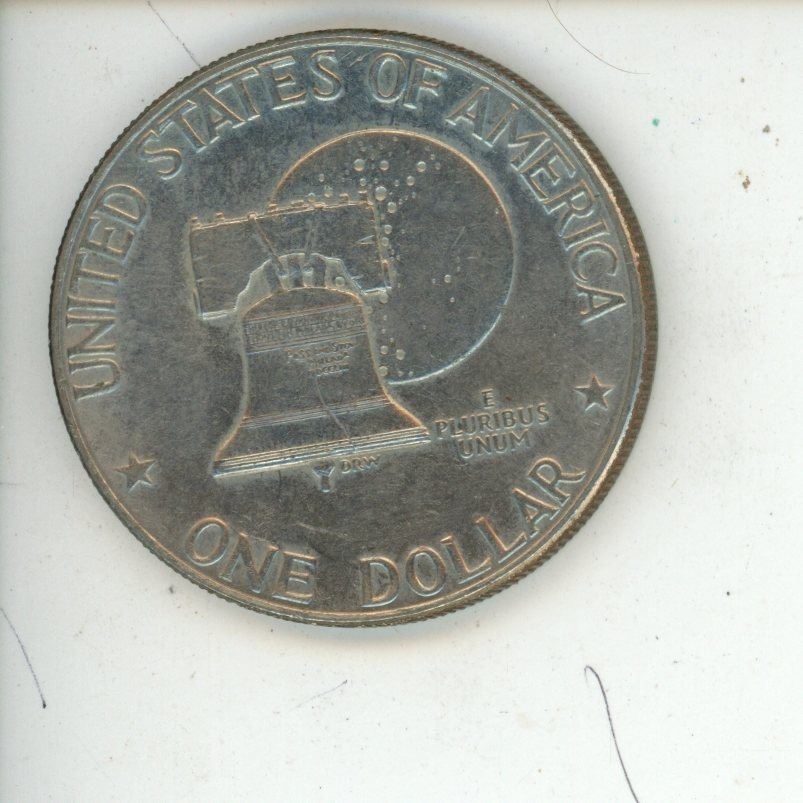 UNITED STATES OF AMERICA
E
PLURIBUS
UNUM
DRW
ONE DOLLAR